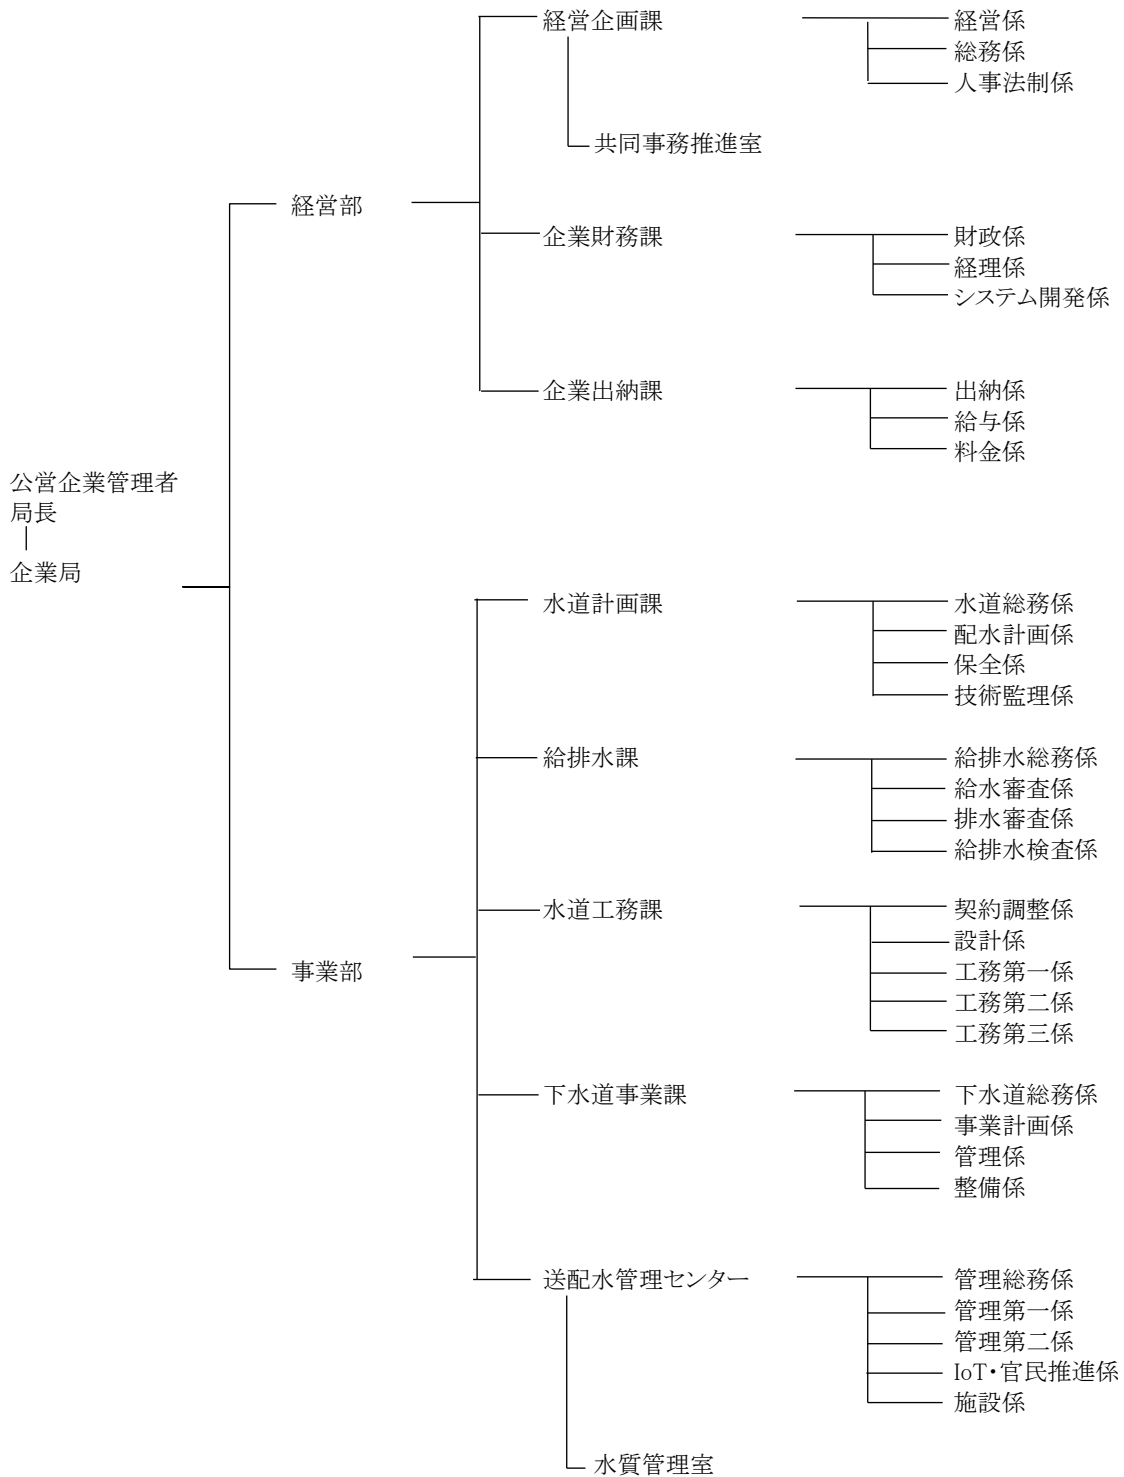 公営企業管理者
局長
企業局
経営部
経営企画課
経営係
総務係
人事法制係
共同事務推進室
企業財務課
財政係
経理係
システム開発係
企業出納課
出納係
給与係
料金係
事業部
水道計画課
水道総務係
配水計画係
保全係
技術監理係
給排水課
給排水総務係
給水審査係
排水審査係
給排水検査係
水道工務課
契約調整係
設計係
工務第一係
工務第二係
工務第三係
下水道事業課
下水道総務係
事業計画係
管理係
整備係
送配水管理センター
管理総務係
管理第一係
管理第二係
IoT・官民推進係
施設係
水質管理室